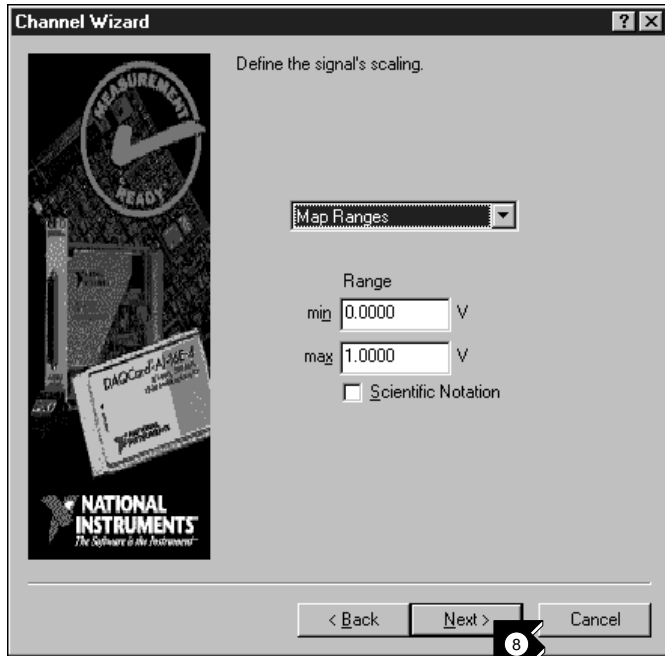 Channel Wizard
Define the signal's scaling.
MEASUREMENT
READY
Map Ranges
Range
min 0.0000 V
max 1.0000 V
Scientific Notation
DAQCard-AI-16E-4
NATIONAL
INSTRUMENTS
The Software is the Instrument
< Back Next > Cancel
8